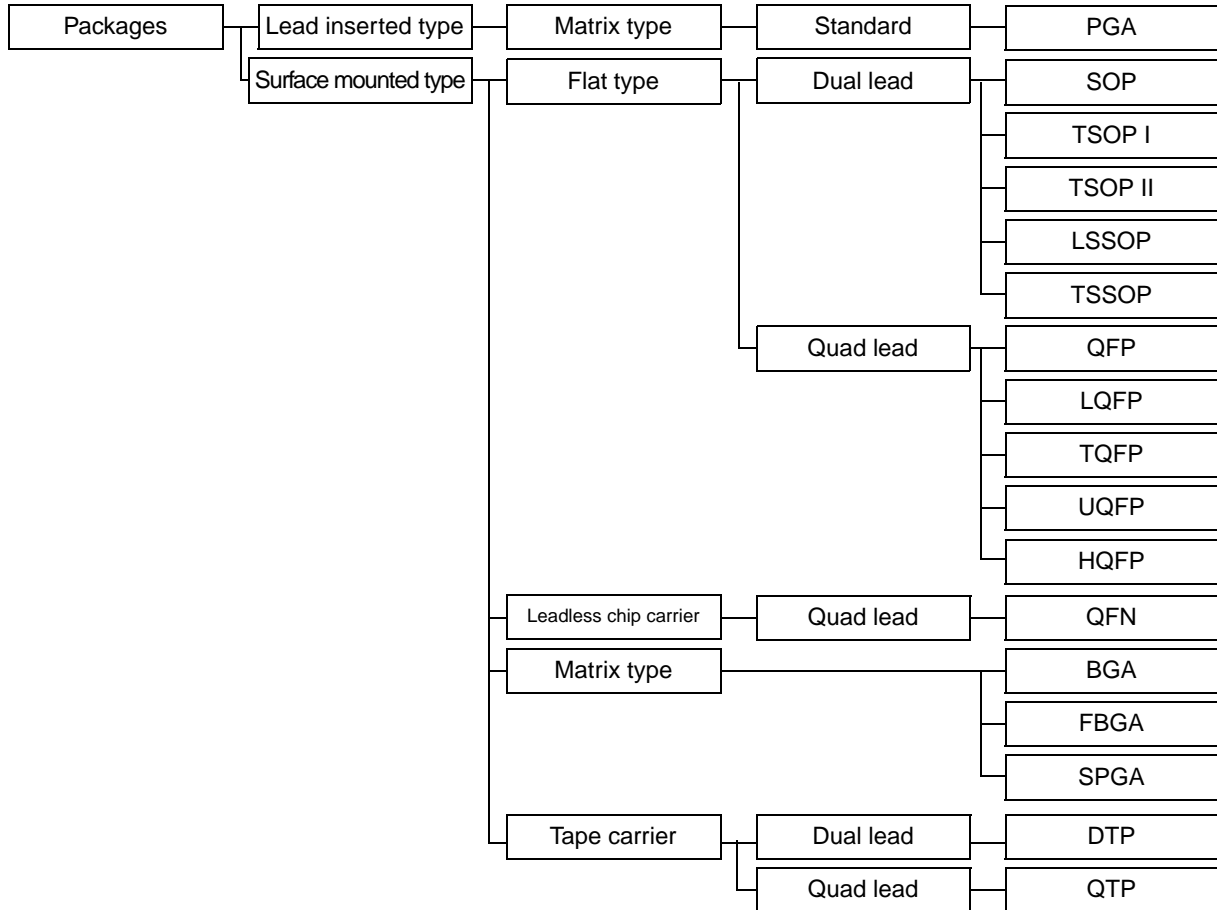 Packages
Lead inserted type
Matrix type
Standard
PGA
Surface mounted type
Flat type
Dual lead
SOP
TSOP I
TSOP II
LSSOP
TSSOP
Quad lead
QFP
LQFP
TQFP
UQFP
HQFP
Leadless chip carrier
Quad lead
QFN
Matrix type
BGA
FBGA
SPGA
Tape carrier
Dual lead
DTP
Quad lead
QTP